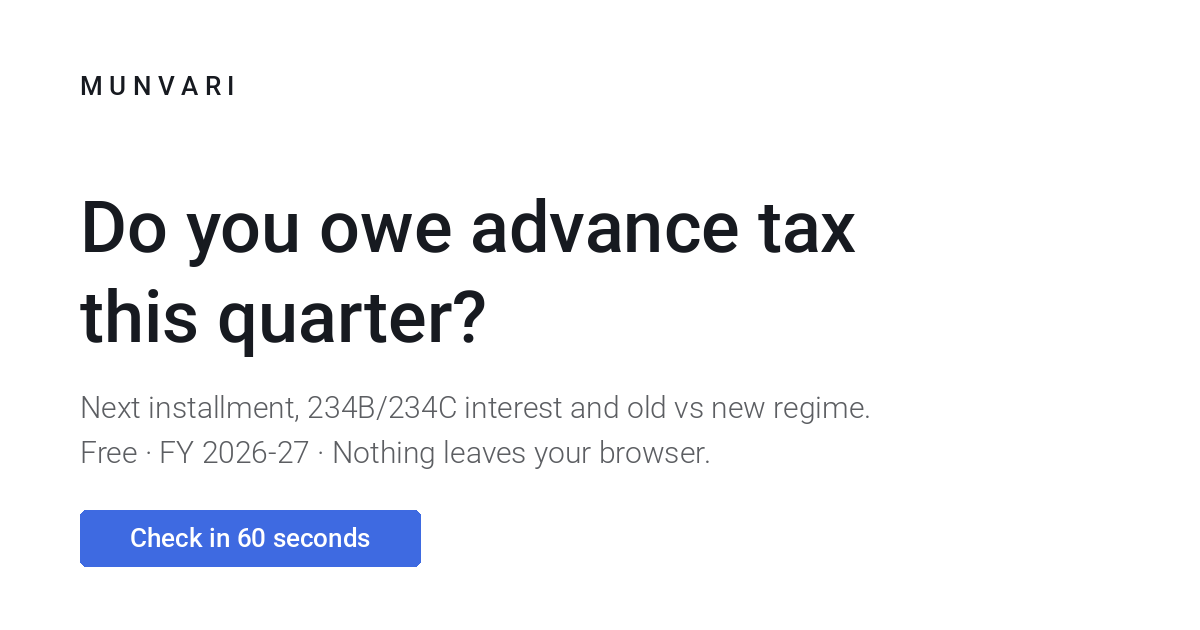 MUNVARI
Do you owe advance tax
this quarter?
Next installment, 234B/234C interest and old vs new regime.
Free · FY 2026-27 · Nothing leaves your browser.
Check in 60 seconds